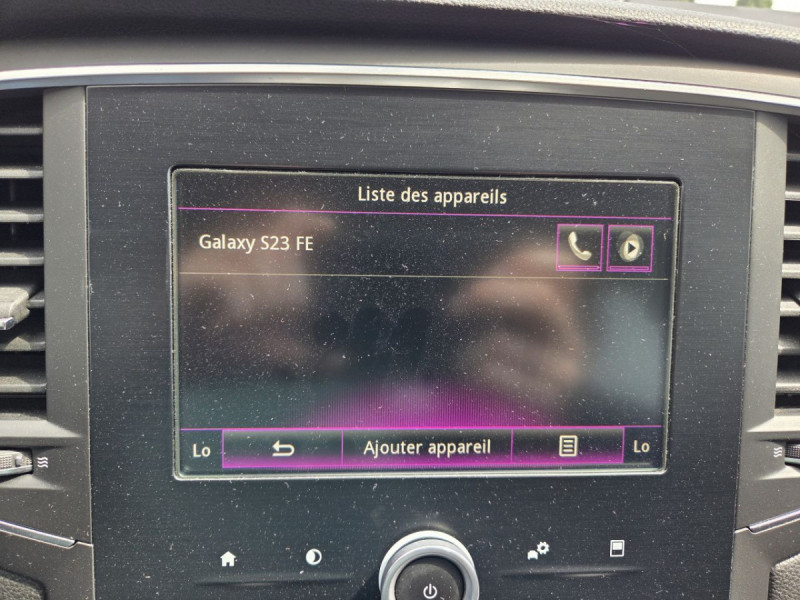 Liste des appareils
Galaxy S23 FE
Lo Ajouter appareil Lo